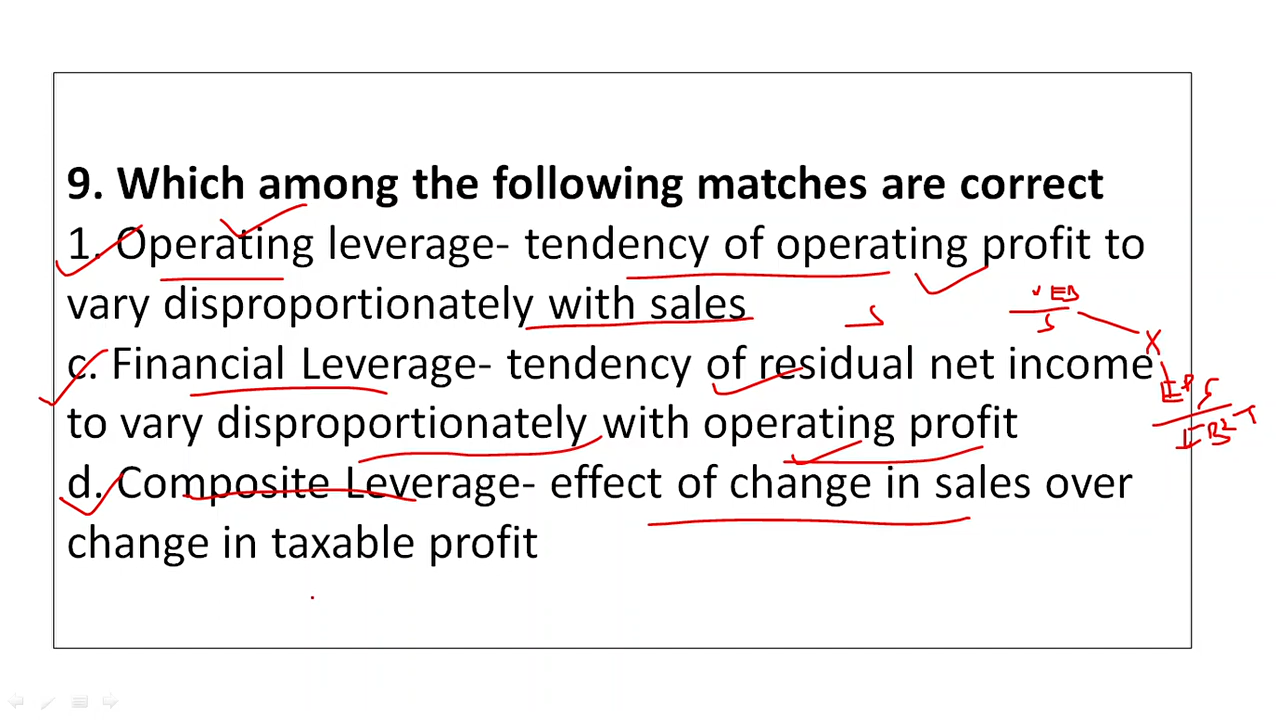 9. Which among the following matches are correct
1. Operating leverage- tendency of operating profit to
vary disproportionately with sales
c. Financial Leverage- tendency of residual net income
to vary disproportionately with operating profit
d. Composite Leverage- effect of change in sales over
change in taxable profit
S
S
X